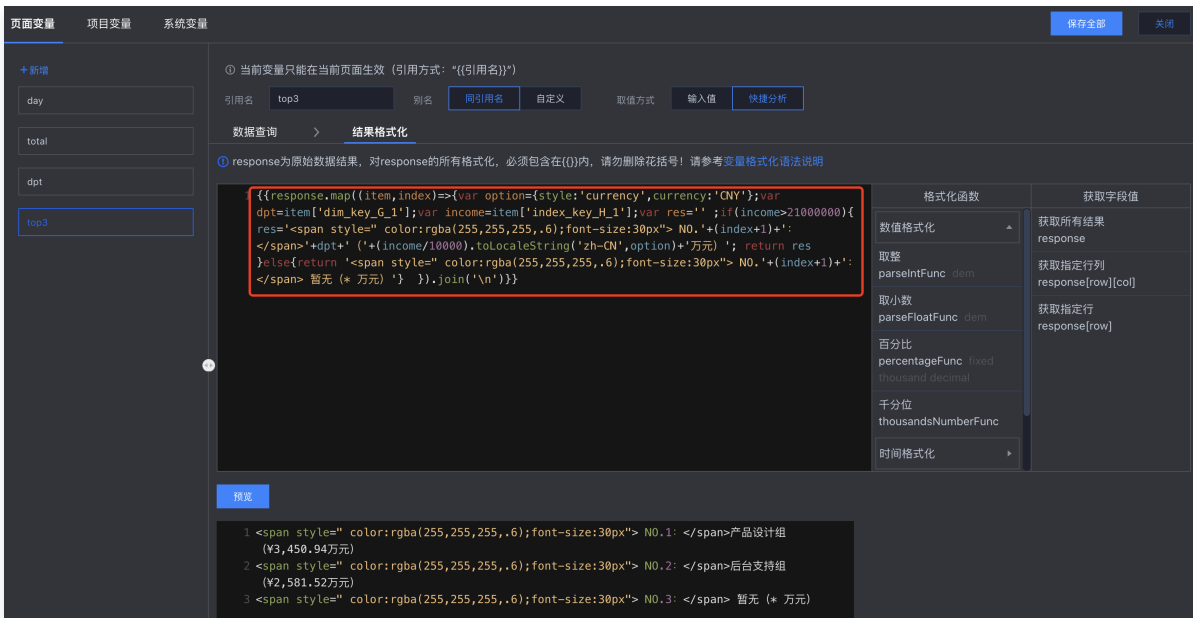 页面变量 项目变量 系统变量 保存全部 关闭
+新增
day
total
dpt
top3
当前变量只能在当前页面生效（引用方式：“{{引用名}}”）
引用名 top3 别名 同引用名 自定义 取值方式 输入值 快捷分析
数据查询 > 结果格式化
response为原始数据结果，对response的所有格式化，必须包含在{{}}内，请勿删除花括号！请参考变量格式化语法说明
1 {{response.map((item,index)=>{var option={style:'currency',currency:'CNY'};var
dpt=item['dim_key_G_1'];var income=item['index_key_H_1'];var res='' ;if(income>21000000){
res='<span style=" color:rgba(255,255,255,.6);font-size:30px"> NO.'+(index+1)+'：
</span>'+dpt+'（'+(income/10000).toLocaleString('zh-CN',option)+'万元）'; return res
}else{return '<span style=" color:rgba(255,255,255,.6);font-size:30px"> NO.'+(index+1)+'：
</span> 暂无（* 万元）'}  }).join('\n')}}
格式化函数
数值格式化
取整
parseIntFunc dem
取小数
parseFloatFunc dem
百分比
percentageFunc fixed
thousand decimal
千分位
thousandsNumberFunc
时间格式化
获取字段值
获取所有结果
response
获取指定行列
response[row][col]
获取指定行
response[row]
预览
1 <span style=" color:rgba(255,255,255,.6);font-size:30px"> NO.1：</span>产品设计组
（¥3,450.94万元）
2 <span style=" color:rgba(255,255,255,.6);font-size:30px"> NO.2：</span>后台支持组
（¥2,581.52万元）
3 <span style=" color:rgba(255,255,255,.6);font-size:30px"> NO.3：</span> 暂无（* 万元）